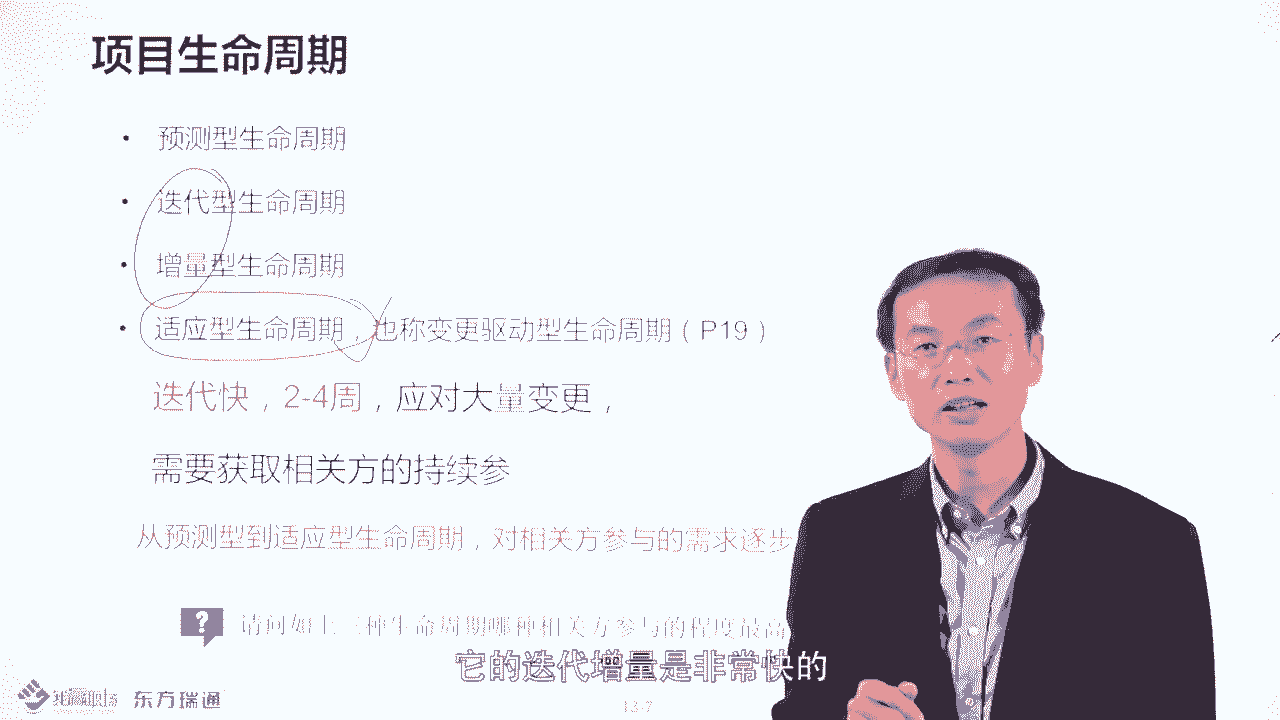 项目生命周期
• 预测型生命周期
• 迭代型生命周期
• 增量型生命周期
• 适应型生命周期，也称变更驱动型生命周期（P19）
迭代快，2-4周，应对大量变更，
需要获取相关方的持续参
从预测型到适应型生命周期，对相关方参与的需求逐步
? 请问如上三种生命周期哪种相关方参与的程度最高
它的迭代增量是非常快的
东方瑞通
13.7